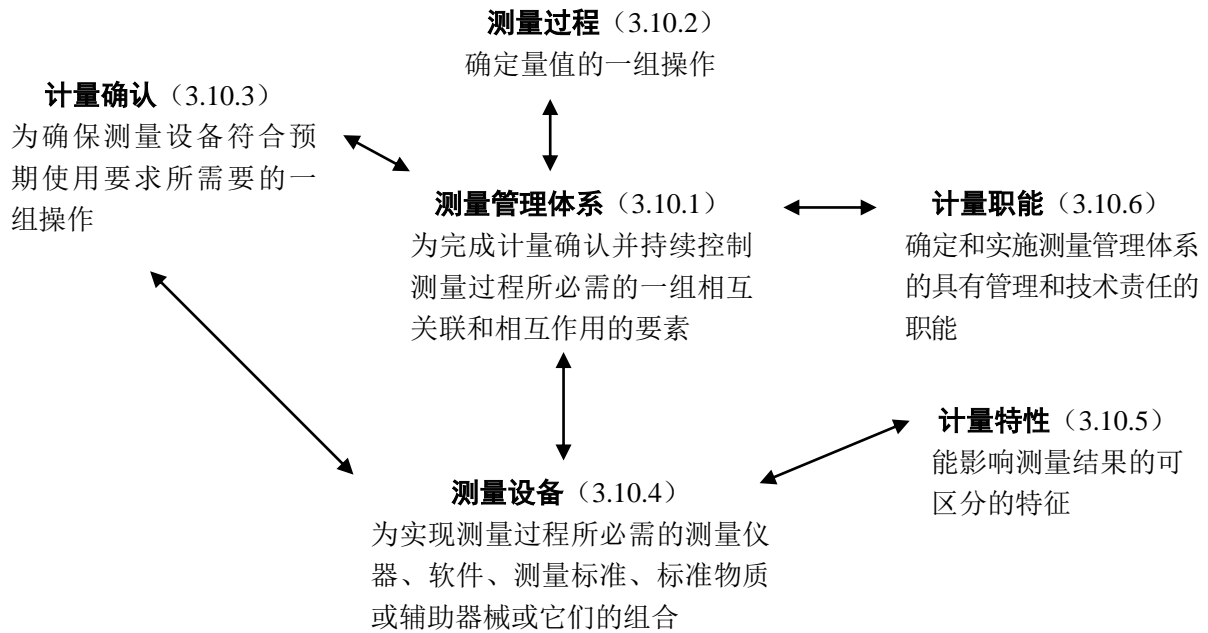 测量过程（3.10.2）
确定量值的一组操作
计量确认（3.10.3）
为确保测量设备符合预
期使用要求所需要的一
组操作
测量管理体系（3.10.1）
为完成计量确认并持续控制
测量过程所必需的一组相互
关联和相互作用的要素
计量职能（3.10.6）
确定和实施测量管理体系
的具有管理和技术责任的
职能
计量特性（3.10.5）
能影响测量结果的可
区分的特征
测量设备（3.10.4）
为实现测量过程所必需的测量仪
器、软件、测量标准、标准物质
或辅助器械或它们的组合